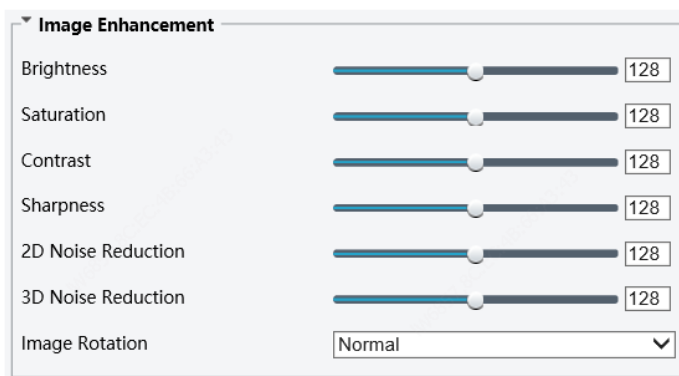 Image Enhancement
Brightness 128
Saturation 128
Contrast 128
Sharpness 128
2D Noise Reduction 128
3D Noise Reduction 128
Image Rotation Normal